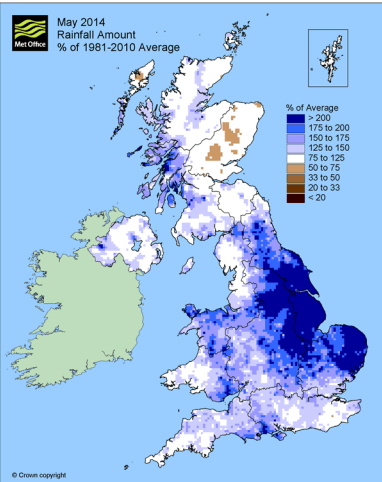 May 2014
Rainfall Amount
% of 1981-2010 Average
Met Office
% of Average
> 200
175 to 200
150 to 175
125 to 150
75 to 125
50 to 75
33 to 50
20 to 33
< 20
© Crown copyright